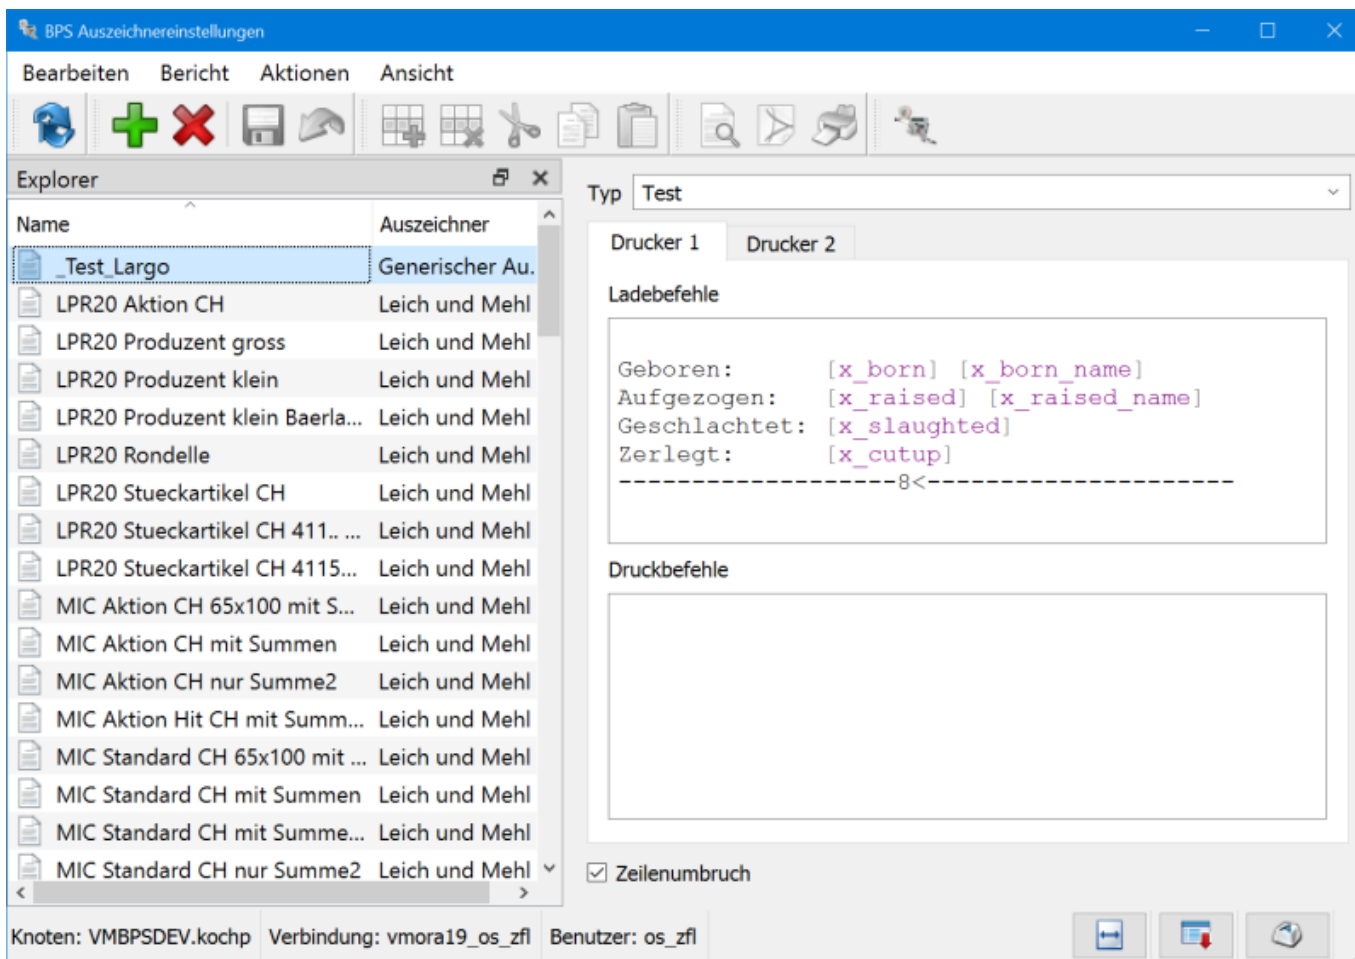 BPS Auszeichnereinstellungen
Bearbeiten Bericht Aktionen Ansicht
Explorer
Name Auszeichner
_Test_Largo Generischer Au.
LPR20 Aktion CH Leich und Mehl
LPR20 Produzent gross Leich und Mehl
LPR20 Produzent klein Leich und Mehl
LPR20 Produzent klein Baerla... Leich und Mehl
LPR20 Rondelle Leich und Mehl
LPR20 Stueckartikel CH Leich und Mehl
LPR20 Stueckartikel CH 411.. ... Leich und Mehl
LPR20 Stueckartikel CH 4115... Leich und Mehl
MIC Aktion CH 65x100 mit S... Leich und Mehl
MIC Aktion CH mit Summen Leich und Mehl
MIC Aktion CH nur Summe2 Leich und Mehl
MIC Aktion Hit CH mit Summ... Leich und Mehl
MIC Standard CH 65x100 mit ... Leich und Mehl
MIC Standard CH mit Summen Leich und Mehl
MIC Standard CH mit Summe... Leich und Mehl
MIC Standard CH nur Summe2 Leich und Mehl
Typ Test
Drucker 1 Drucker 2
Ladebefehle
Geboren: [x_born] [x_born_name]
Aufgezogen: [x_raised] [x_raised_name]
Geschlachtet: [x_slaughted]
Zerlegt: [x_cutup]
-------------------8<---------------------
Druckbefehle
Zeilenumbruch
Knoten: VMBPSDEV.kochp Verbindung: vmora19_os_zfl Benutzer: os_zfl